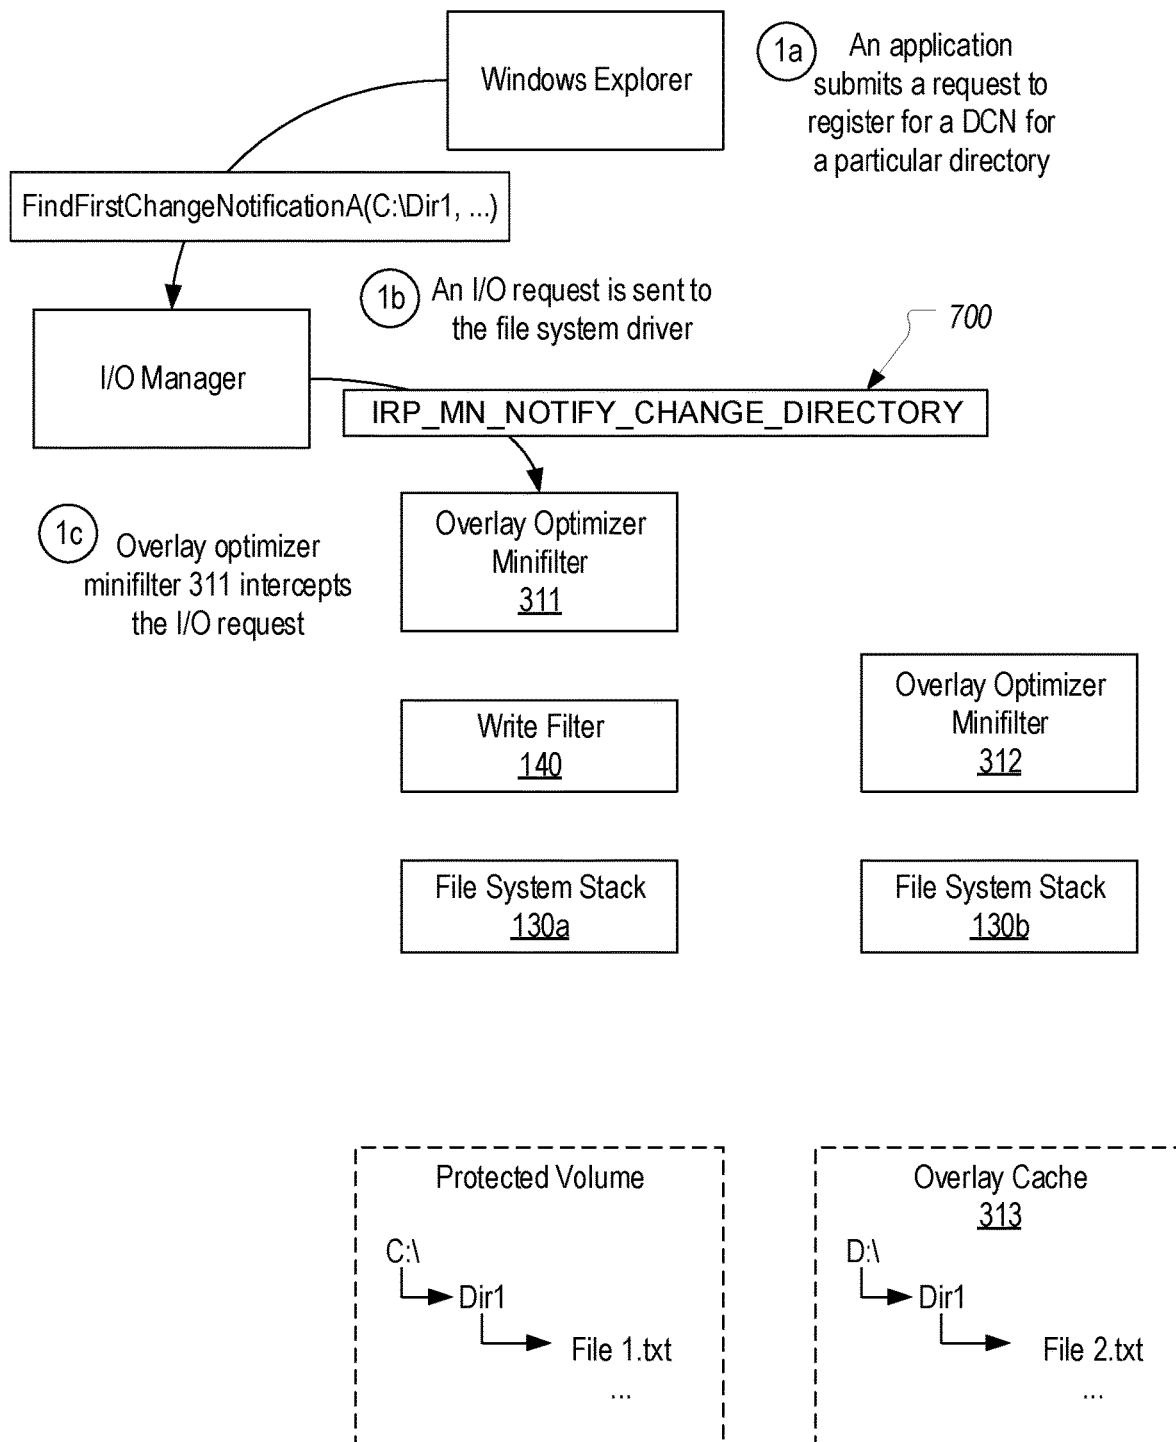 Windows Explorer
1a
An application
submits a request to
register for a DCN for
a particular directory
FindFirstChangeNotificationA(C:\Dir1, ...)
1b
An I/O request is sent to
the file system driver
700
I/O Manager
IRP_MN_NOTIFY_CHANGE_DIRECTORY
1c
Overlay optimizer
minifilter 311 intercepts
the I/O request
Overlay Optimizer
Minifilter
311
Write Filter
140
Overlay Optimizer
Minifilter
312
File System Stack
130a
File System Stack
130b
Protected Volume
C:\
Dir1
File 1.txt
...
Overlay Cache
313
D:\
Dir1
File 2.txt
...